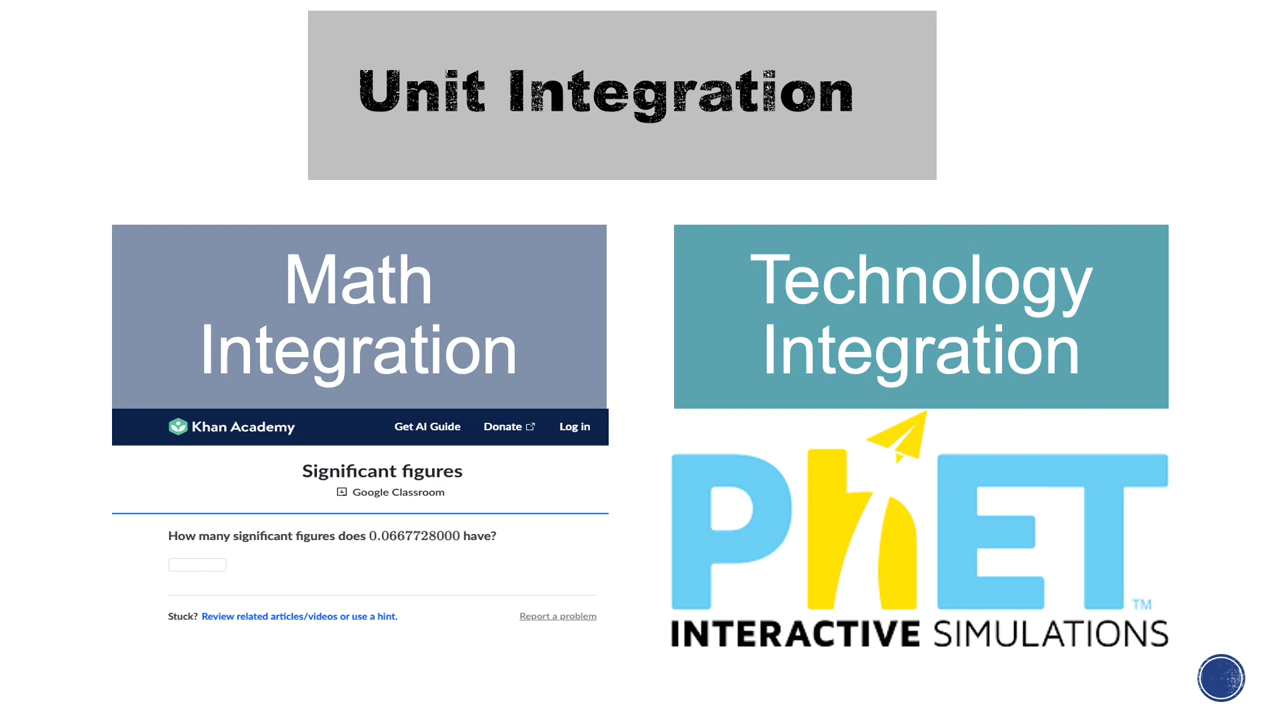 Unit Integration
Math
Integration
Technology
Integration
Khan Academy
Get AI Guide
Donate
Log in
Significant figures
Google Classroom
How many significant figures does 0.0667728000 have?
Stuck? Review related articles/videos or use a hint.
Report a problem
PhET
TM
INTERACTIVE SIMULATIONS